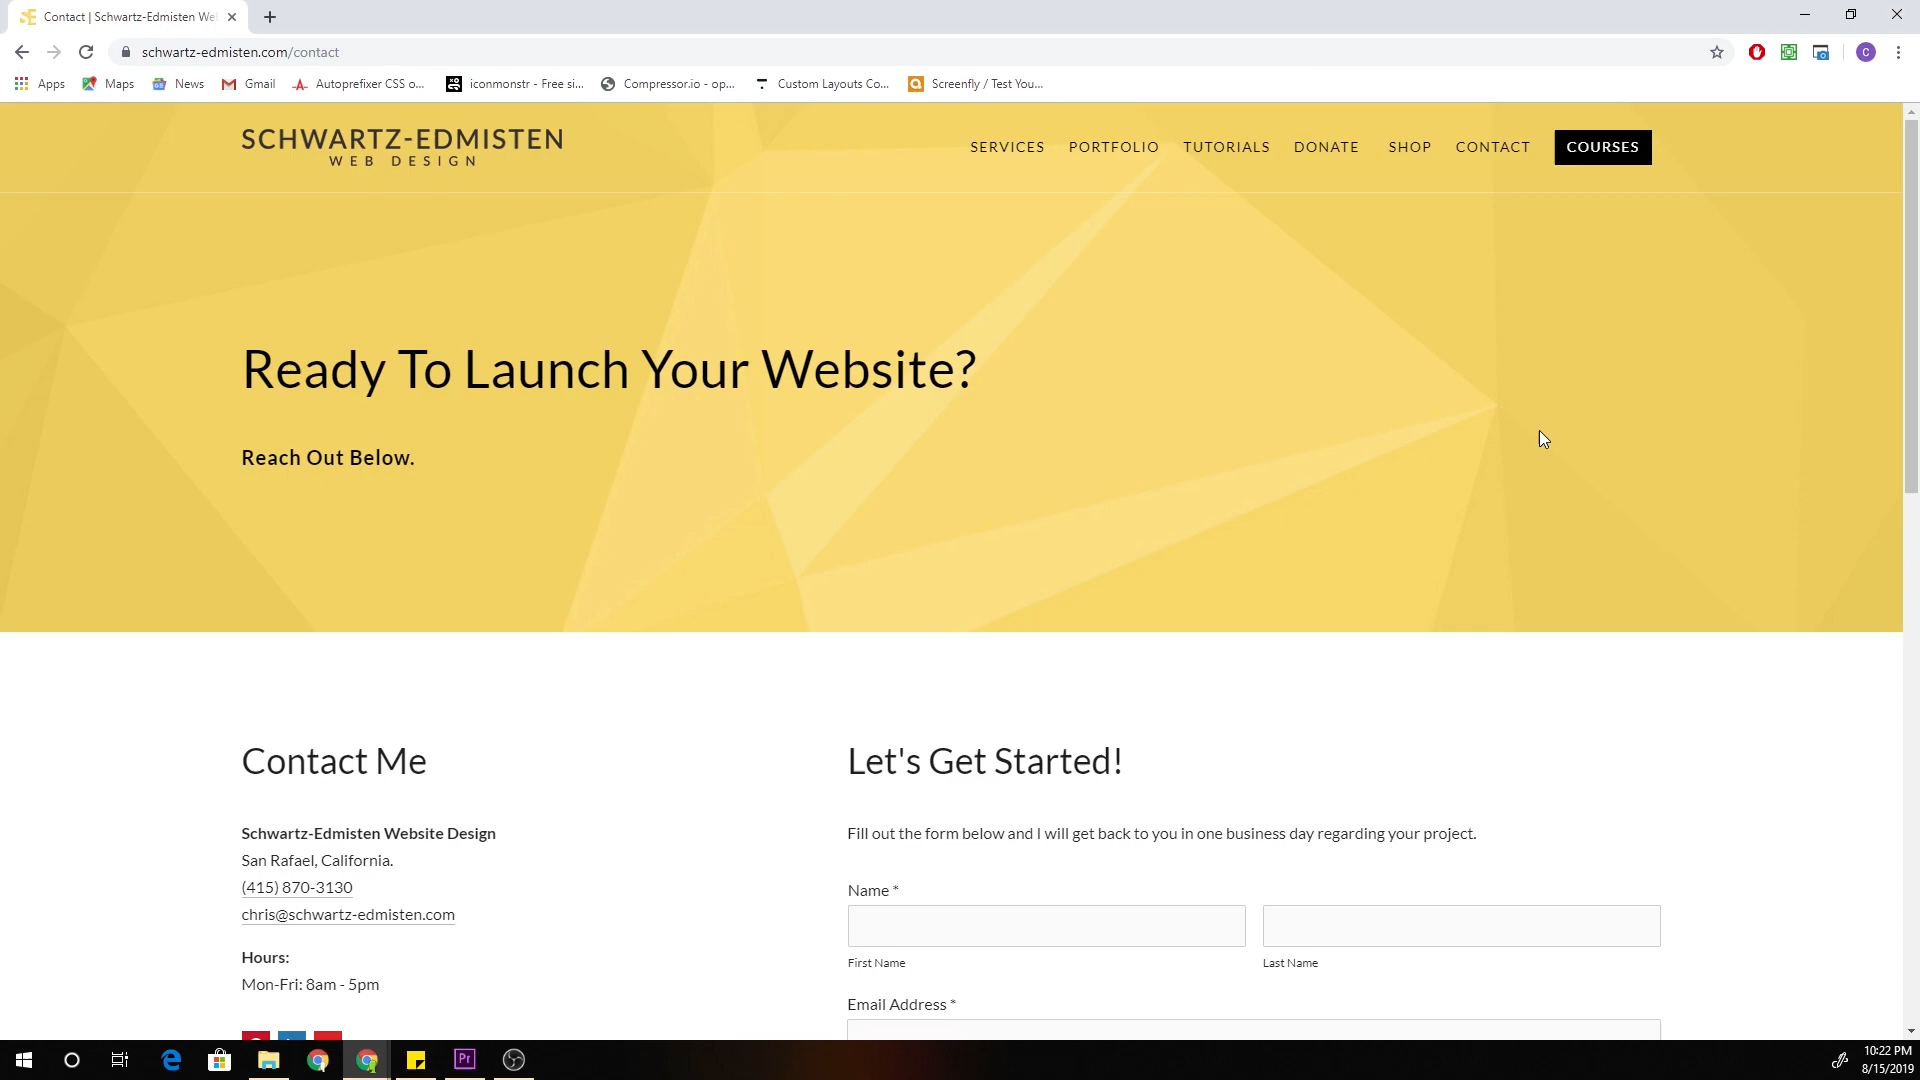 Contact | Schwartz-Edmisten We
schwartz-edmisten.com/contact
C
Apps
Maps
News
Gmail
Autoprefixer CSS o...
iconmonstr - Free si...
Compressor.io - op...
Custom Layouts Co...
Screenfly / Test You...
SCHWARTZ-EDMISTEN
WEB DESIGN
SERVICES
PORTFOLIO
TUTORIALS
DONATE
SHOP
CONTACT
COURSES
Ready To Launch Your Website?
Reach Out Below.
Contact Me
Schwartz-Edmisten Website Design
San Rafael, California.
(415) 870-3130
chris@schwartz-edmisten.com
Hours:
Mon-Fri: 8am - 5pm
Let's Get Started!
Fill out the form below and I will get back to you in one business day regarding your project.
Name *
First Name
Last Name
Email Address *
Pr
10:22 PM
8/15/2019